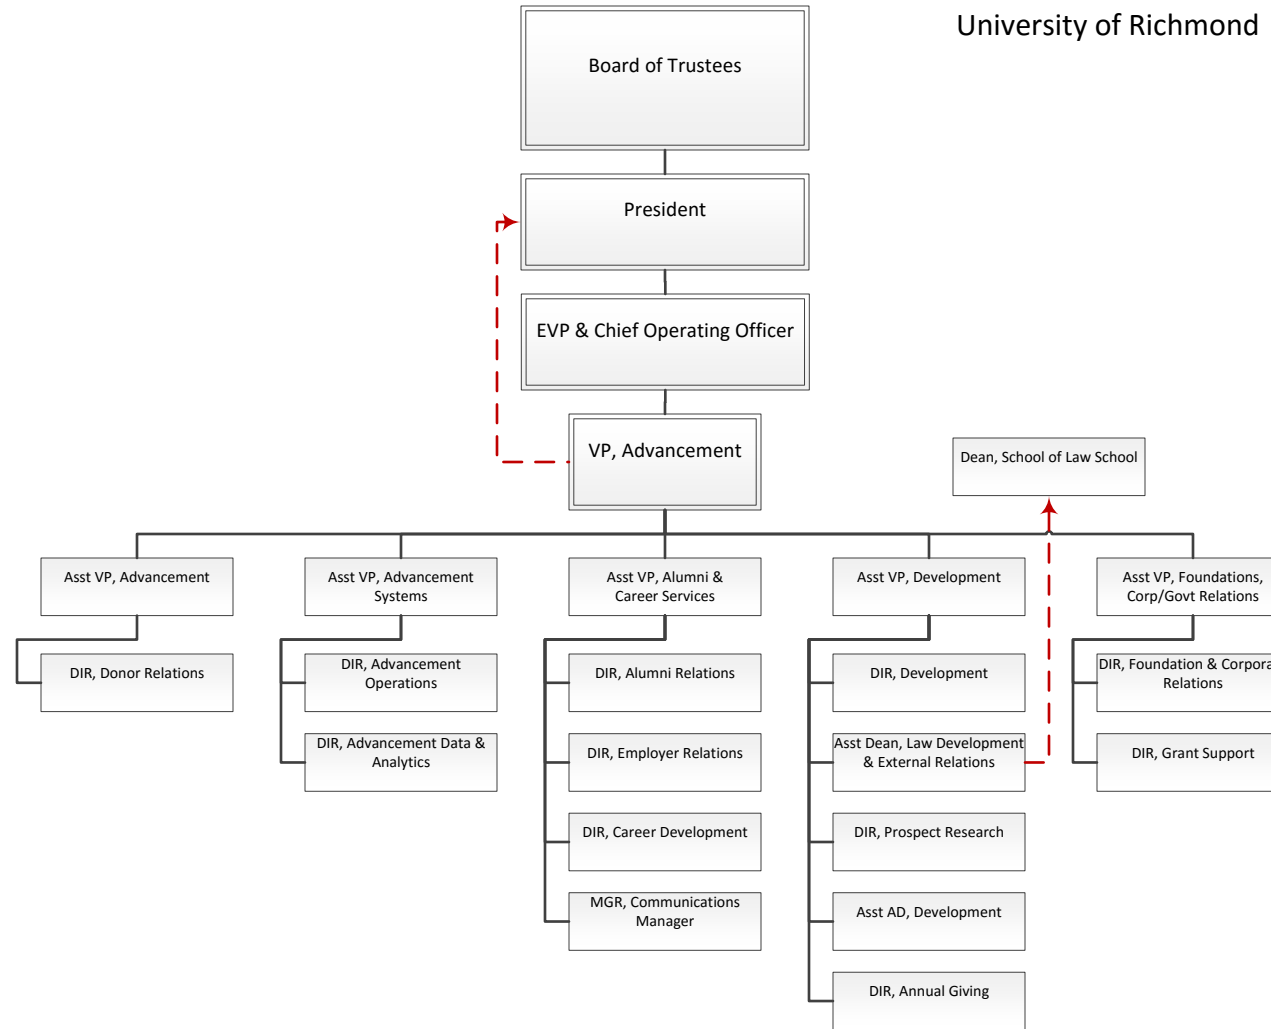 University of Richmond
Board of Trustees
President
EVP & Chief Operating Officer
VP, Advancement
Dean, School of Law School
Asst VP, Advancement
Asst VP, Advancement
Systems
Asst VP, Alumni &
Career Services
Asst VP, Development
Asst VP, Foundations,
Corp/Govt Relations
DIR, Donor Relations
DIR, Advancement
Operations
DIR, Advancement Data &
Analytics
DIR, Alumni Relations
DIR, Employer Relations
DIR, Career Development
MGR, Communications
Manager
DIR, Development
Asst Dean, Law Development
& External Relations
DIR, Prospect Research
Asst AD, Development
DIR, Annual Giving
DIR, Foundation & Corpora
Relations
DIR, Grant Support